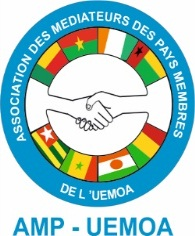 ASSOCIATION DES MEDIATEURS DES PAYS MEMBRES
DE L'UEMOA
AMP - UEMOA